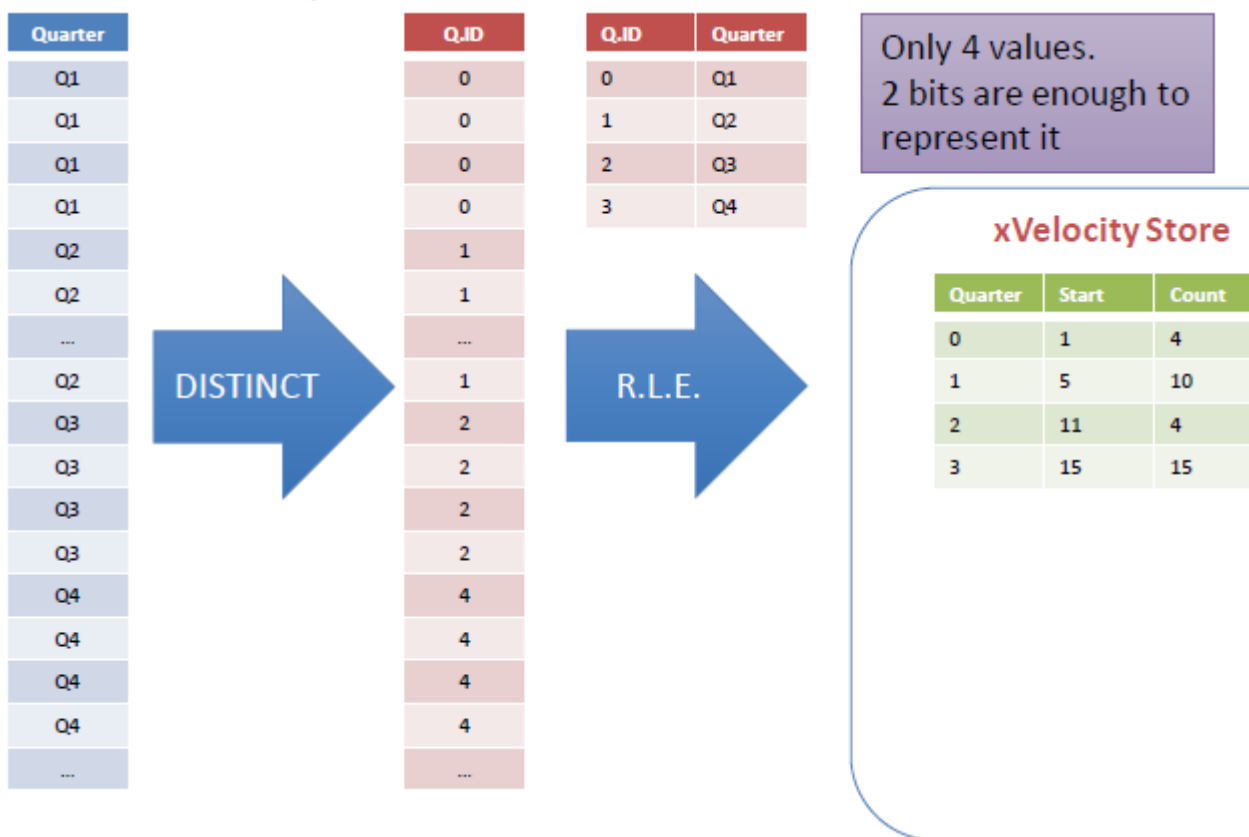 Quarter
Q1
Q1
Q1
Q1
Q2
Q2
...
Q2
Q3
Q3
Q3
Q3
Q4
Q4
Q4
Q4
...
DISTINCT
Q.ID
0
0
0
0
1
1
...
1
2
2
2
2
4
4
4
4
...
Q.ID Quarter
0 Q1
1 Q2
2 Q3
3 Q4
R.L.E.
Only 4 values.
2 bits are enough to
represent it
xVelocity Store
Quarter Start Count
0 1 4
1 5 10
2 11 4
3 15 15